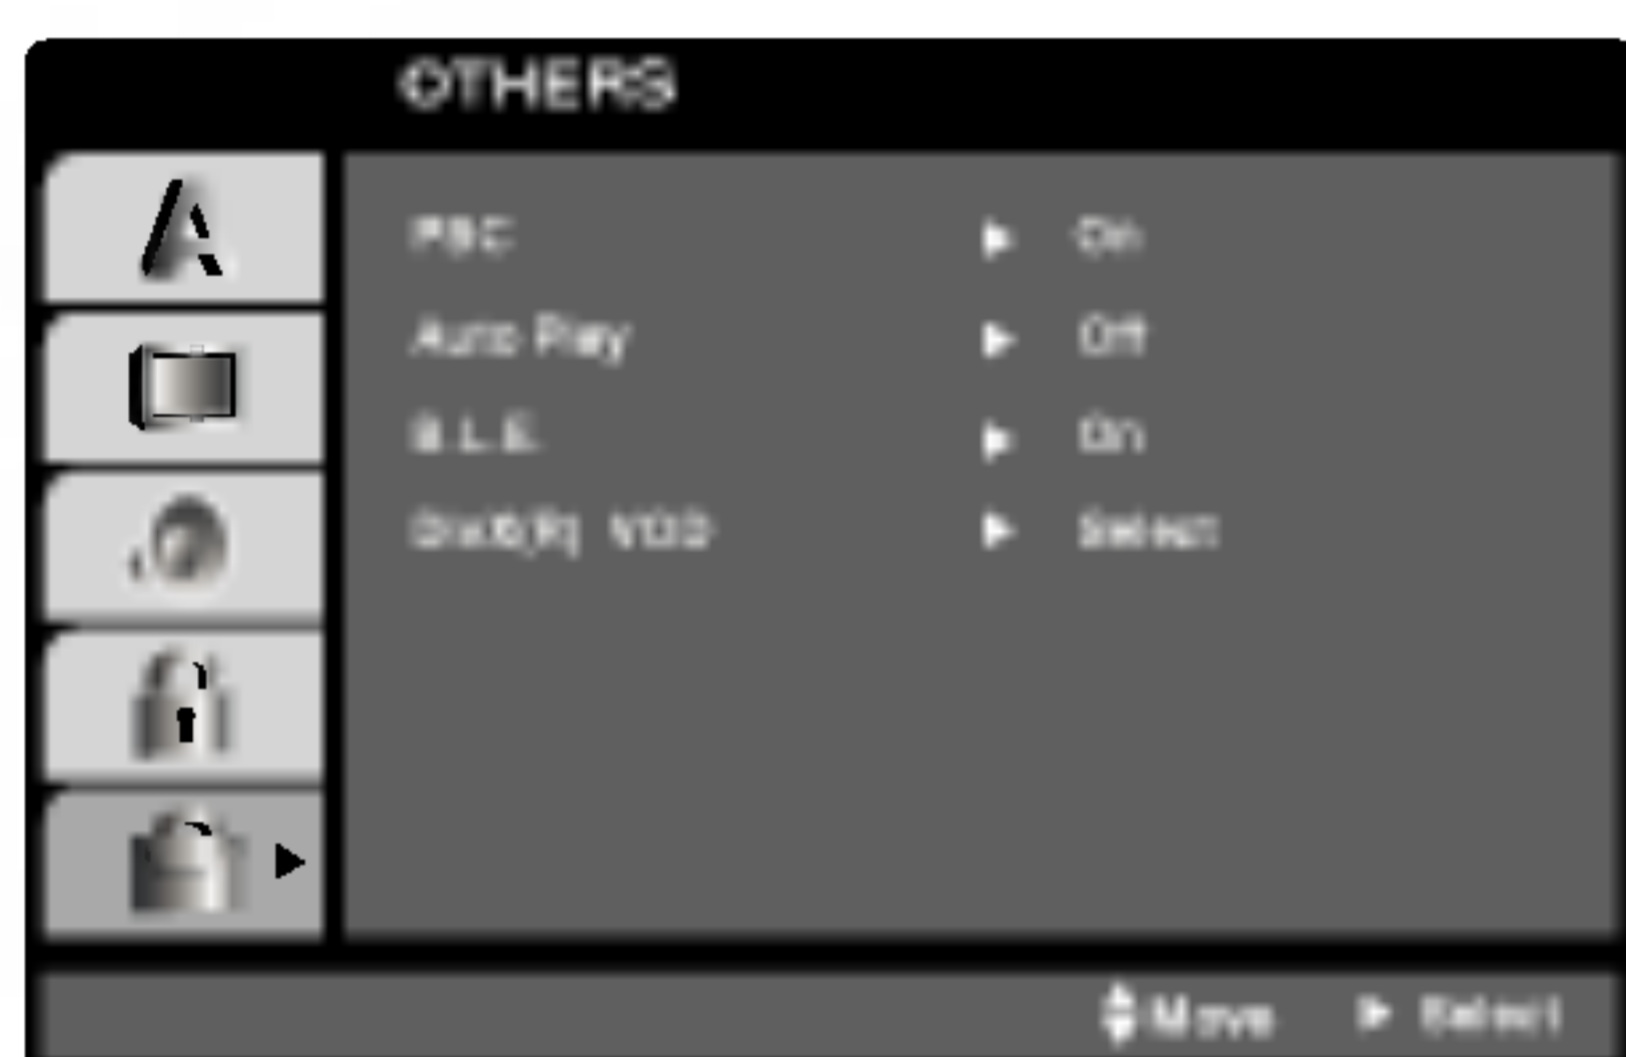 OTHERS
PBC On
Auto Play Off
B.L.E. On
DivX(R) VOD Select
Move Select